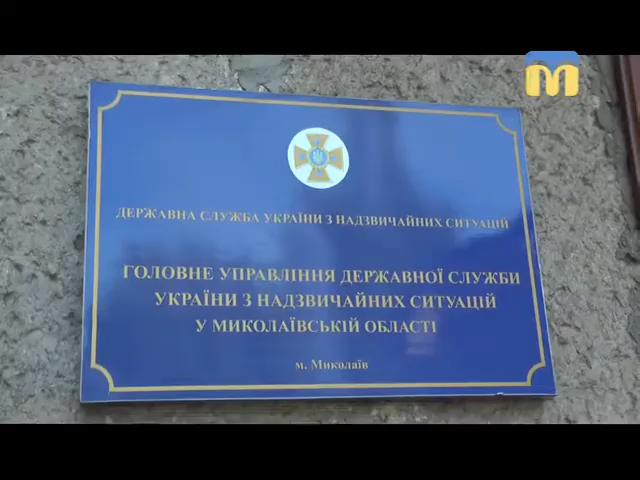 ДЕРЖАВНА СЛУЖБА УКРАЇНИ З НАДЗВИЧАЙНИХ СИТУАЦІЙ
ГОЛОВНЕ УПРАВЛІННЯ ДЕРЖАВНОЇ СЛУЖБИ
УКРАЇНИ З НАДЗВИЧАЙНИХ СИТУАЦІЙ
У МИКОЛАЇВСЬКІЙ ОБЛАСТІ
м. Миколаїв